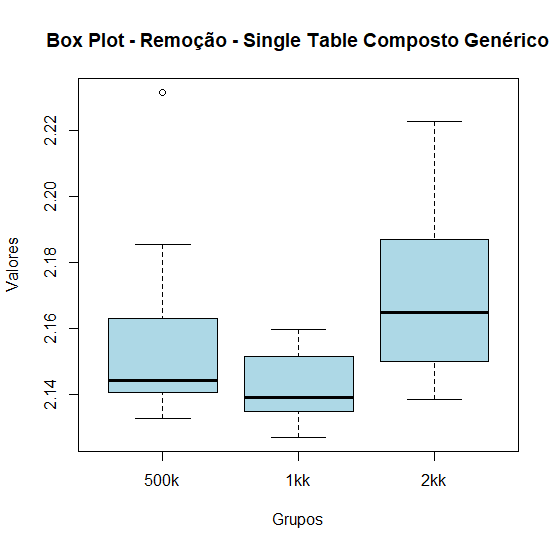 Box Plot - Remoção - Single Table Composto Genérico
Valores
2.22
2.20
2.18
2.16
2.14
500k
1kk
2kk
Grupos